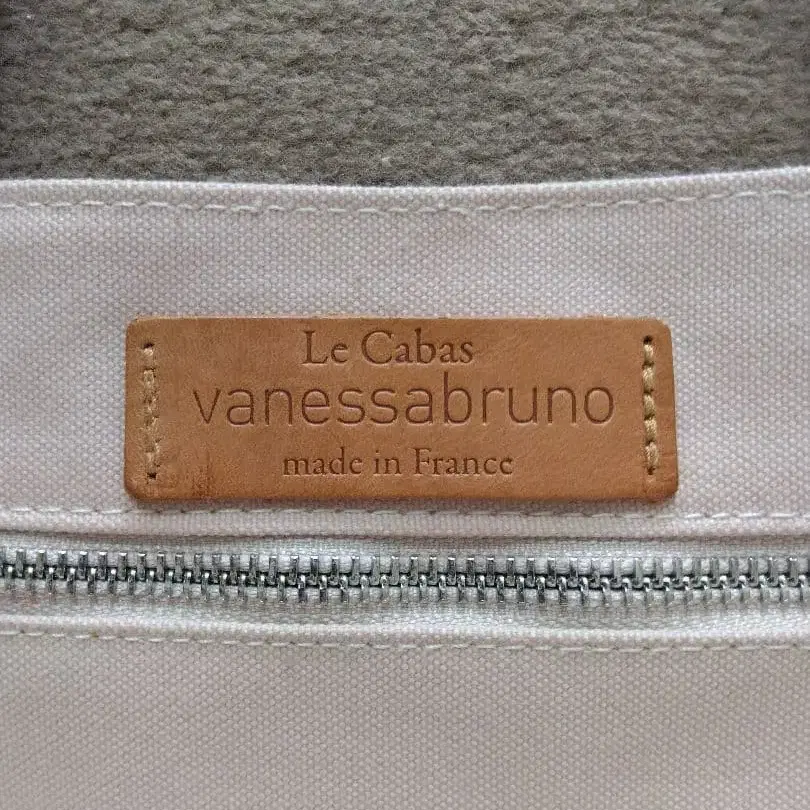 Le Cabas
vanessabruno
made in France